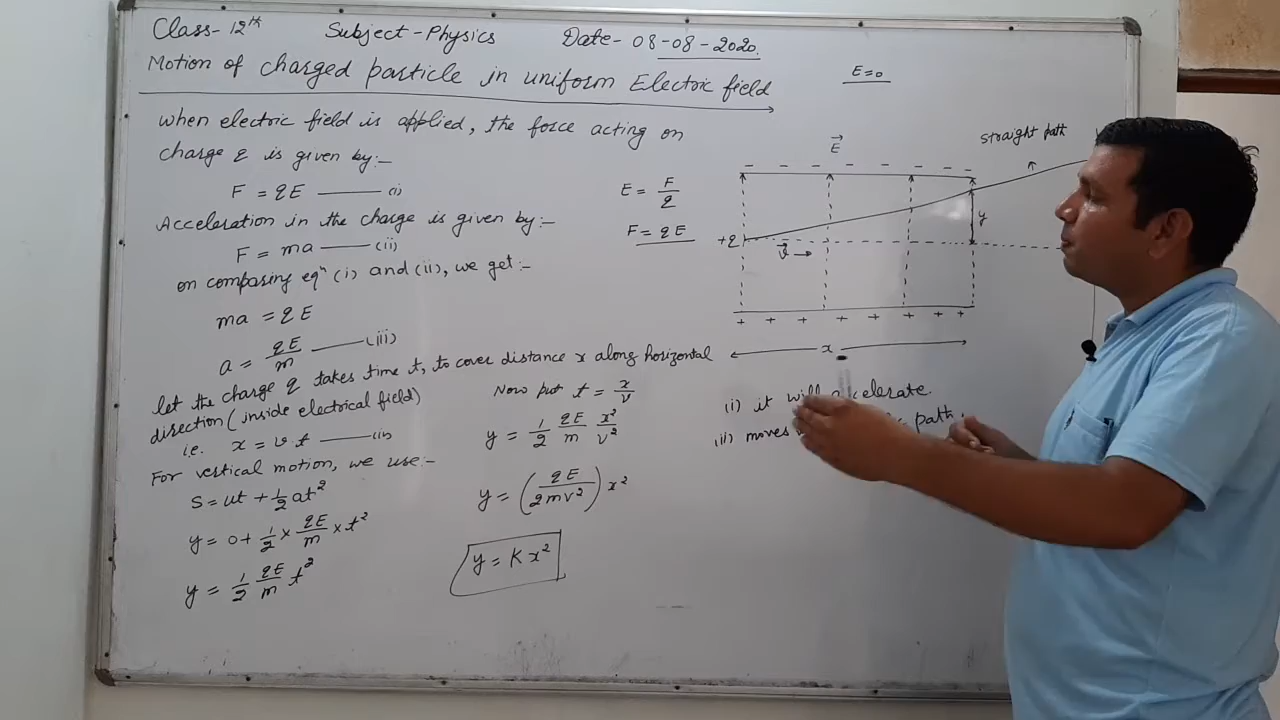 Class- 12th Subject - Physics Date - 08-08-2020.
Motion of charged particle in uniform Electric field
when electric field is applied, the force acting on
charge q is given by:-
F = qE ——— (i)
Acceleration in the charge is given by:-
F = ma ——— (ii)
on comparing eqn (i) and (ii), we get:-
ma = qE
a = qE/m ——— (iii)
let the charge q takes time t, to cover distance x along horizontal
direction (inside electrical field)
i.e. x = v t ——— (iv)
For vertical motion, we use:-
S = ut + 1/2 at²
y = 0 + 1/2 × qE/m × t²
y = 1/2 qE/m t²
Now put t = x/v
y = 1/2 qE/m x²/v²
y = (qE/2mv²) x²
y = K x²
E = F/q
F = qE
E = 0
E
straight path
- - - - - - - - -
+q
v
y
+ + + + + + + +
x
(i) it will accelerate.
(ii) moves path